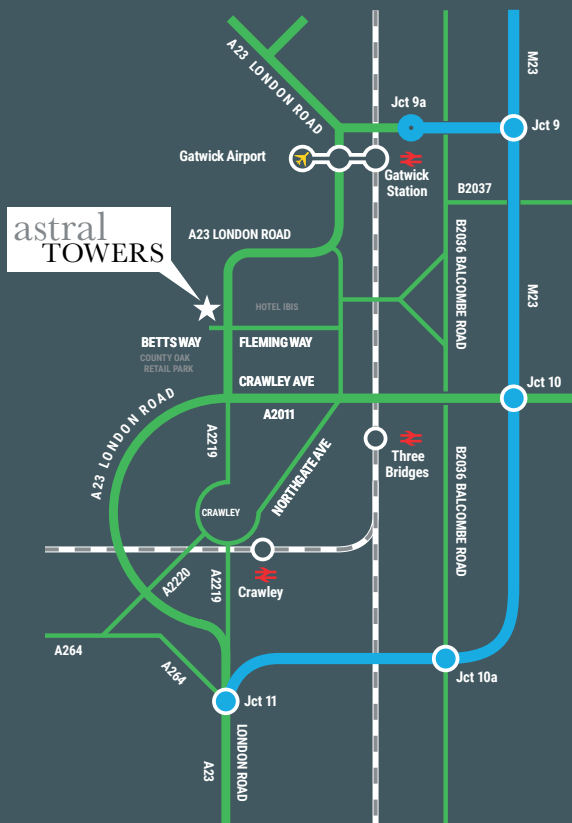 A23 LONDON ROAD
M23
Jct 9a
Jct 9
Gatwick Airport
Gatwick
Station
B2037
astral
TOWERS
A23 LONDON ROAD
B2036 BALCOMBE ROAD
M23
HOTEL IBIS
BETTS WAY
FLEMING WAY
COUNTY OAK
RETAIL PARK
CRAWLEY AVE
Jct 10
A2011
A23 LONDON ROAD
A2219
NORTHGATE AVE
Three
Bridges
B2036 BALCOMBE ROAD
CRAWLEY
A2220
A2219
Crawley
A264
A264
Jct 10a
Jct 11
A23
LONDON ROAD